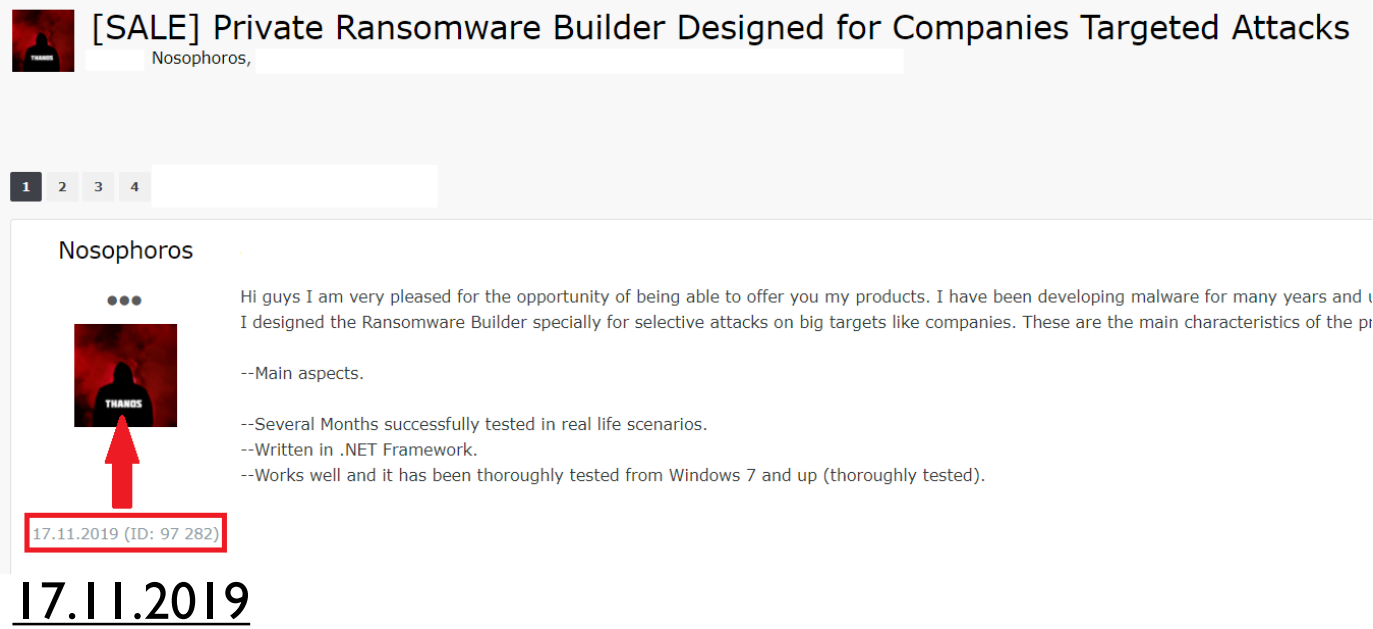 [SALE] Private Ransomware Builder Designed for Companies Targeted Attacks
THANOS
Nosophoros,
1 2 3 4
Nosophoros
Hi guys I am very pleased for the opportunity of being able to offer you my products. I have been developing malware for many years and
I designed the Ransomware Builder specially for selective attacks on big targets like companies. These are the main characteristics of the
--Main aspects.
THANOS
--Several Months successfully tested in real life scenarios.
--Written in .NET Framework.
--Works well and it has been thoroughly tested from Windows 7 and up (thoroughly tested).
17.11.2019 (ID: 97 282)
17.11.2019